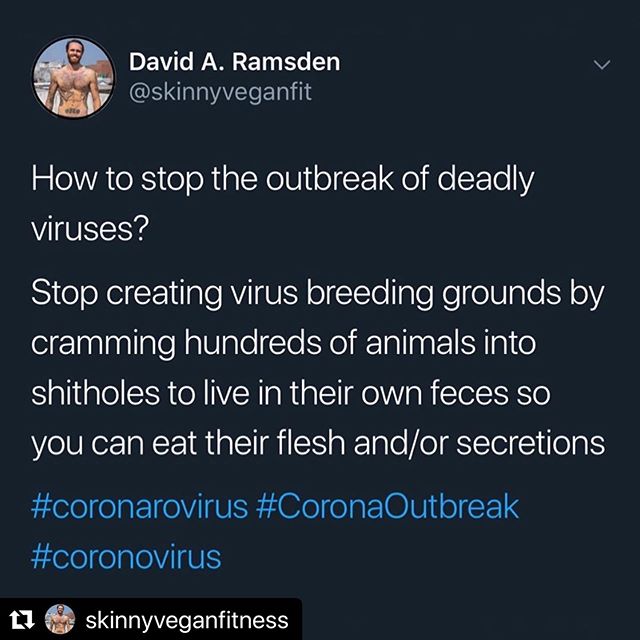 David A. Ramsden
@skinnyveganfit
How to stop the outbreak of deadly
viruses?
Stop creating virus breeding grounds by
cramming hundreds of animals into
shitholes to live in their own feces so
you can eat their flesh and/or secretions
#coronarovirus #CoronaOutbreak
#coronovirus
skinnyveganfitness